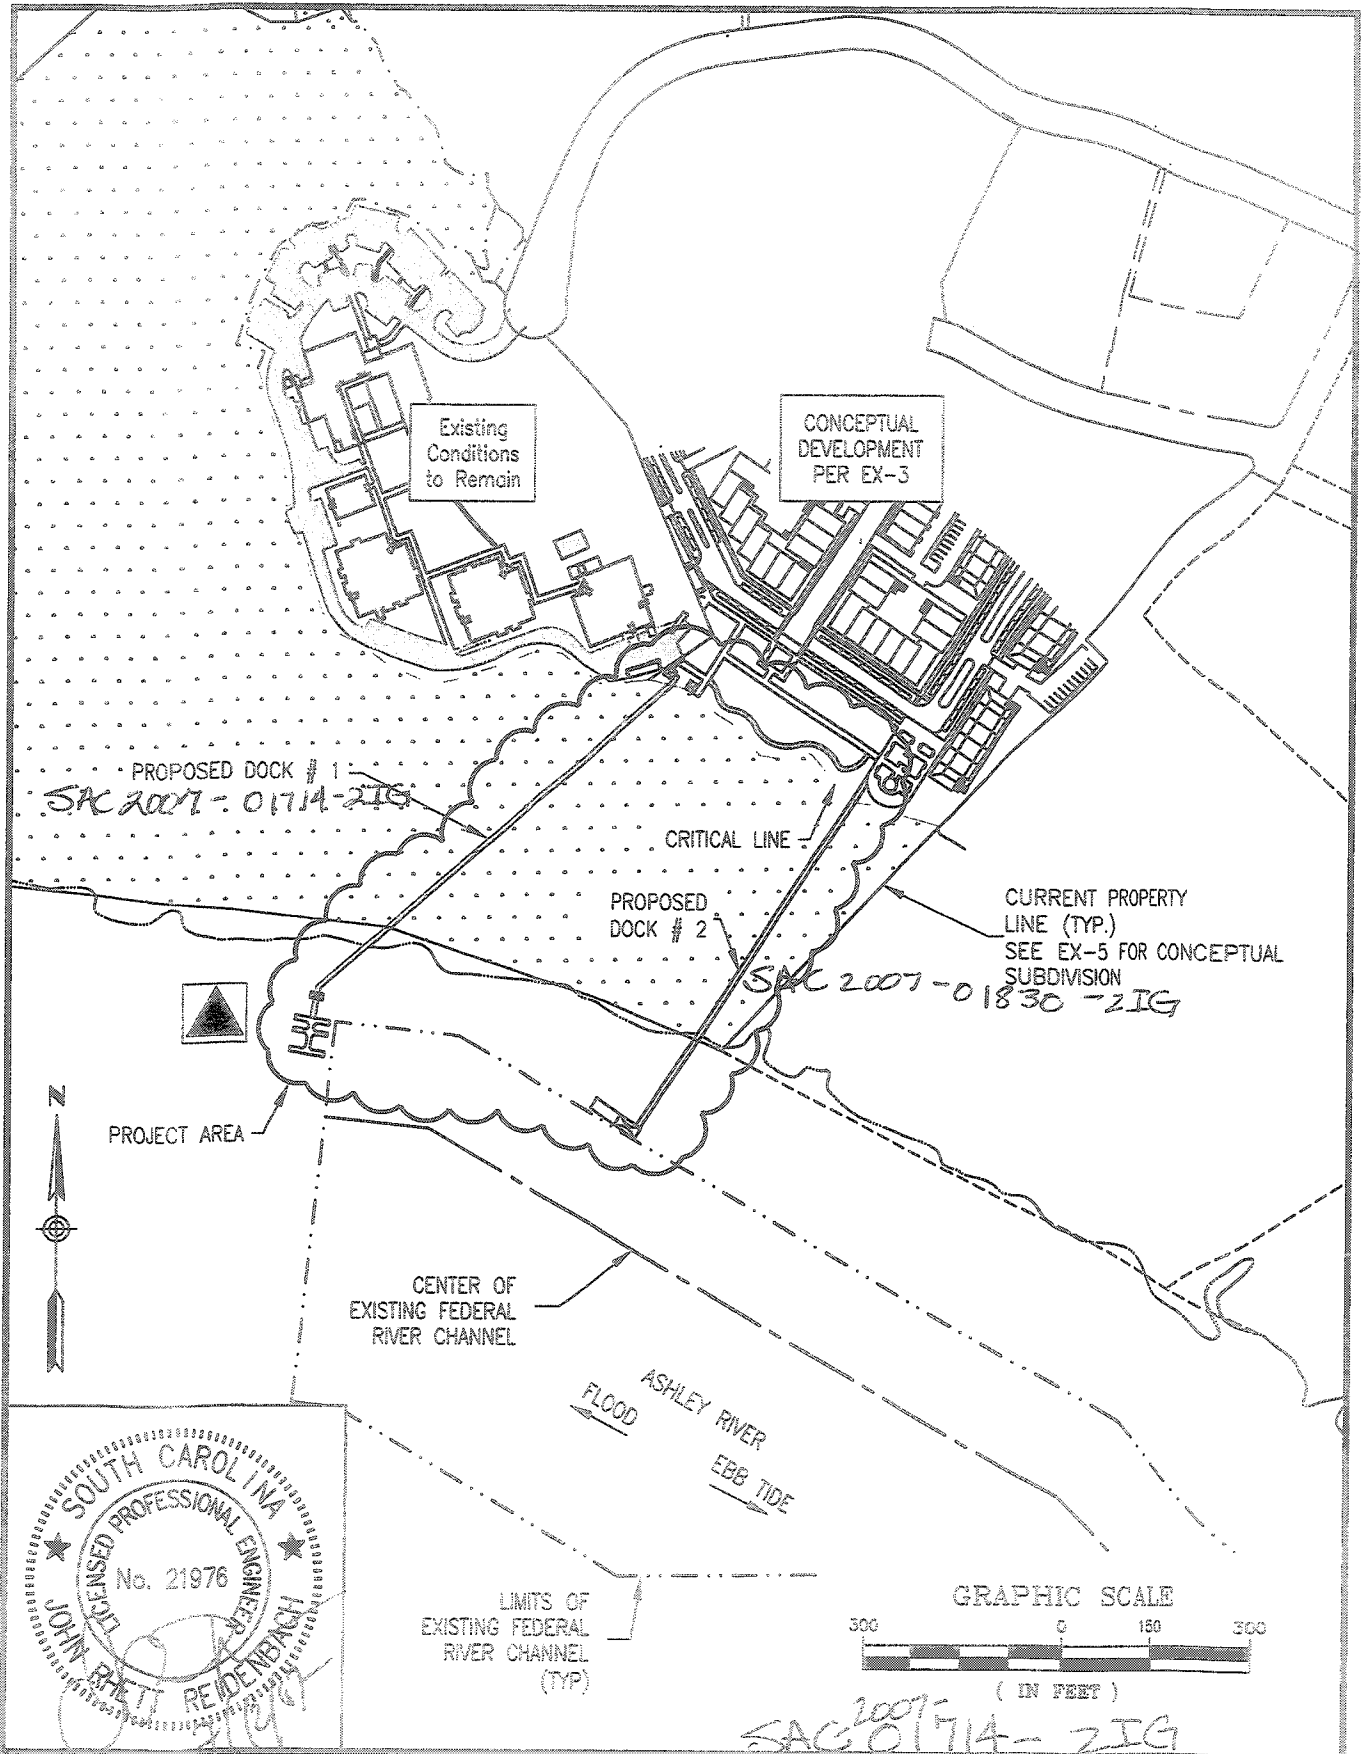 Existing
Conditions
to Remain
CONCEPTUAL
DEVELOPMENT
PER EX-3
PROPOSED DOCK # 1
SAC 2007-01714-2IG
CRITICAL LINE
PROPOSED
DOCK # 2
SAC 2007-01830-2IG
CURRENT PROPERTY
LINE (TYP.)
SEE EX-5 FOR CONCEPTUAL
SUBDIVISION
N
PROJECT AREA
CENTER OF
EXISTING FEDERAL
RIVER CHANNEL
FLOOD
ASHLEY RIVER
EBB TIDE
SOUTH CAROLINA
LICENSED PROFESSIONAL ENGINEER
No. 21976
JOHN RHETT REIDENBACH
LIMITS OF
EXISTING FEDERAL
RIVER CHANNEL
(TYP)
GRAPHIC SCALE
300 0 150 300
( IN FEET )
2007-
SAC 01714-2IG